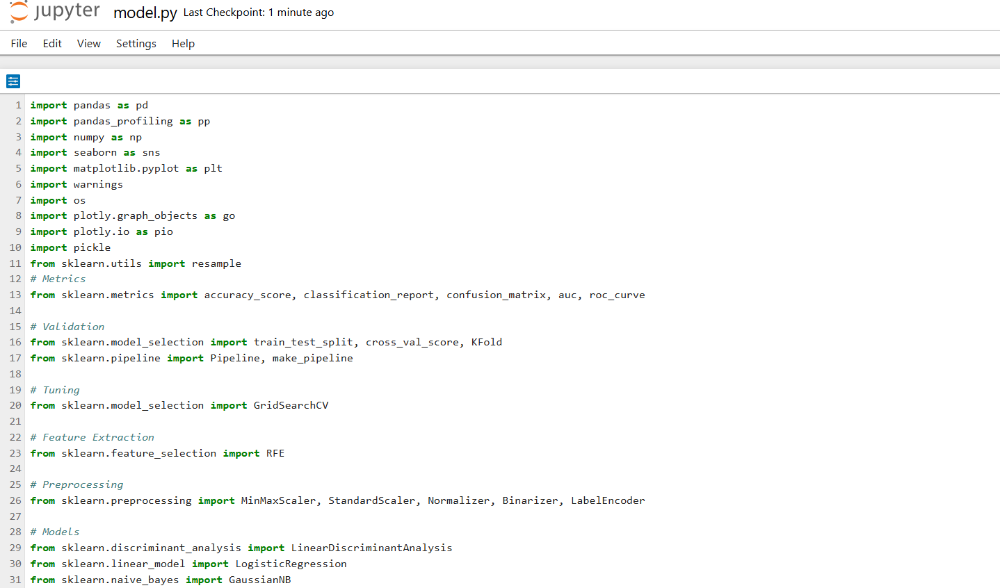 jupyter model.py Last Checkpoint: 1 minute ago
File Edit View Settings Help
1 import pandas as pd
2 import pandas_profiling as pp
3 import numpy as np
4 import seaborn as sns
5 import matplotlib.pyplot as plt
6 import warnings
7 import os
8 import plotly.graph_objects as go
9 import plotly.io as pio
10 import pickle
11 from sklearn.utils import resample
12 # Metrics
13 from sklearn.metrics import accuracy_score, classification_report, confusion_matrix, auc, roc_curve
14
15 # Validation
16 from sklearn.model_selection import train_test_split, cross_val_score, KFold
17 from sklearn.pipeline import Pipeline, make_pipeline
18
19 # Tuning
20 from sklearn.model_selection import GridSearchCV
21
22 # Feature Extraction
23 from sklearn.feature_selection import RFE
24
25 # Preprocessing
26 from sklearn.preprocessing import MinMaxScaler, StandardScaler, Normalizer, Binarizer, LabelEncoder
27
28 # Models
29 from sklearn.discriminant_analysis import LinearDiscriminantAnalysis
30 from sklearn.linear_model import LogisticRegression
31 from sklearn.naive_bayes import GaussianNB